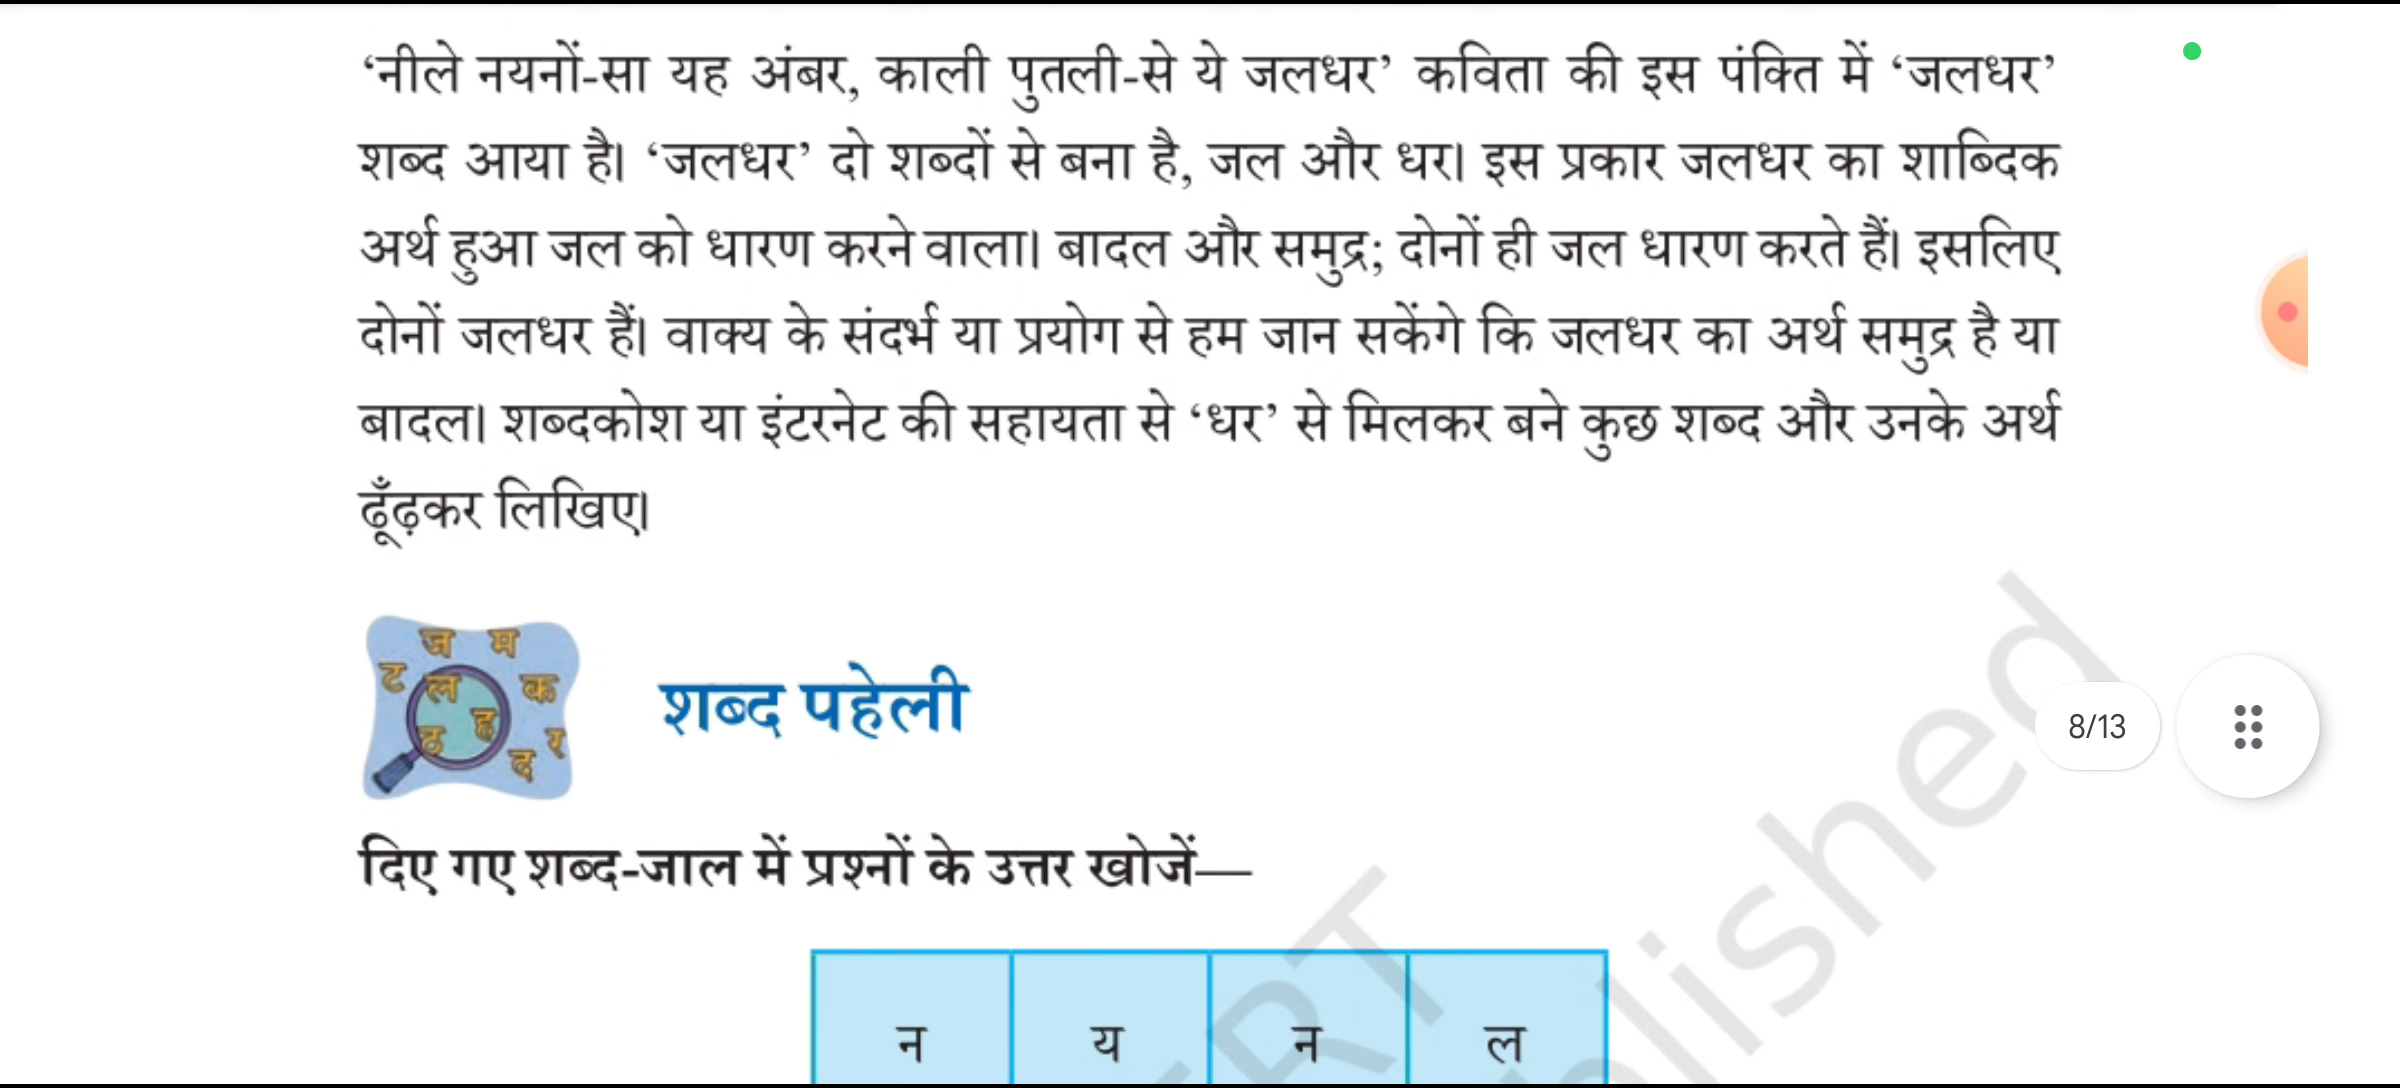 ‘नीले नयनों-सा यह अंबर, काली पुतली-से ये जलधर’ कविता की इस पंक्ति में ‘जलधर’
शब्द आया है। ‘जलधर’ दो शब्दों से बना है, जल और धर। इस प्रकार जलधर का शाब्दिक
अर्थ हुआ जल को धारण करने वाला। बादल और समुद्र; दोनों ही जल धारण करते हैं। इसलिए
दोनों जलधर हैं। वाक्य के संदर्भ या प्रयोग से हम जान सकेंगे कि जलधर का अर्थ समुद्र है या
बादल। शब्दकोश या इंटरनेट की सहायता से ‘धर’ से मिलकर बने कुछ शब्द और उनके अर्थ
ढूँढ़कर लिखिए।
ज म
ट ल क
ठ ह र
द
शब्द पहेली
8/13
दिए गए शब्द-जाल में प्रश्नों के उत्तर खोजें—
न य न ल
ERT
lished